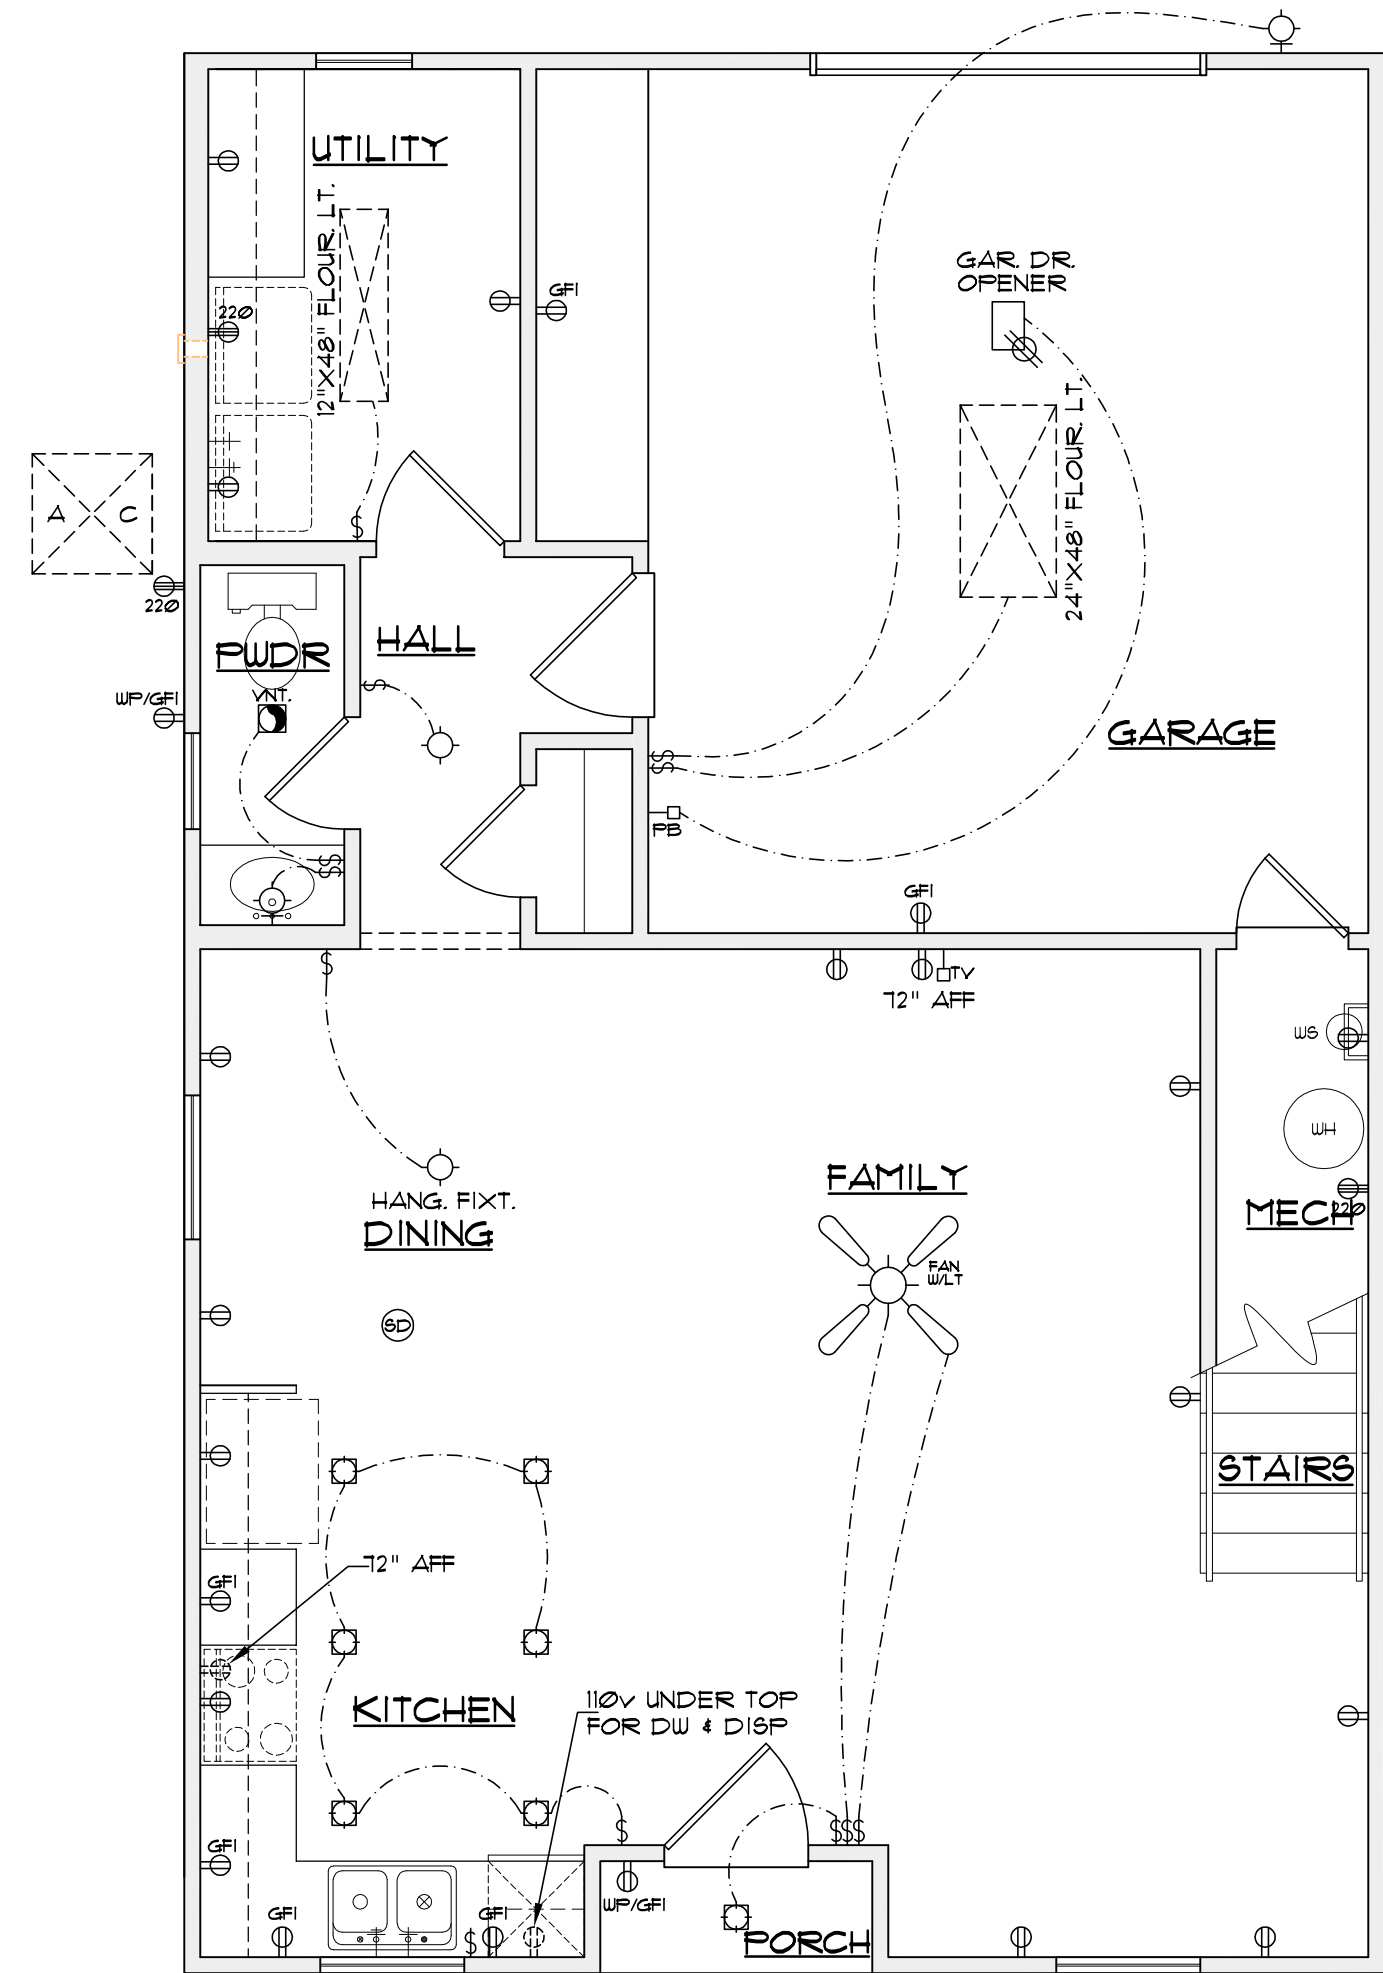 UTILITY
12"X48" FLOUR. LT.
220
GFI
GAR. DR.
OPENER
24"X48" FLOUR. LT.
A C
220
PWDR
HALL
VNT.
WP/GFI
GARAGE
$
$
$
$
PB
$
$
GFI
$
TV
72" AFF
WS
WH
HANG. FIXT.
DINING
FAMILY
MECH
220
FAN
W/LT
SD
STAIRS
72" AFF
GFI
KITCHEN
110V UNDER TOP
FOR DW & DISP
$
$$$
GFI
WP/GFI
GFI
$
GFI
PORCH